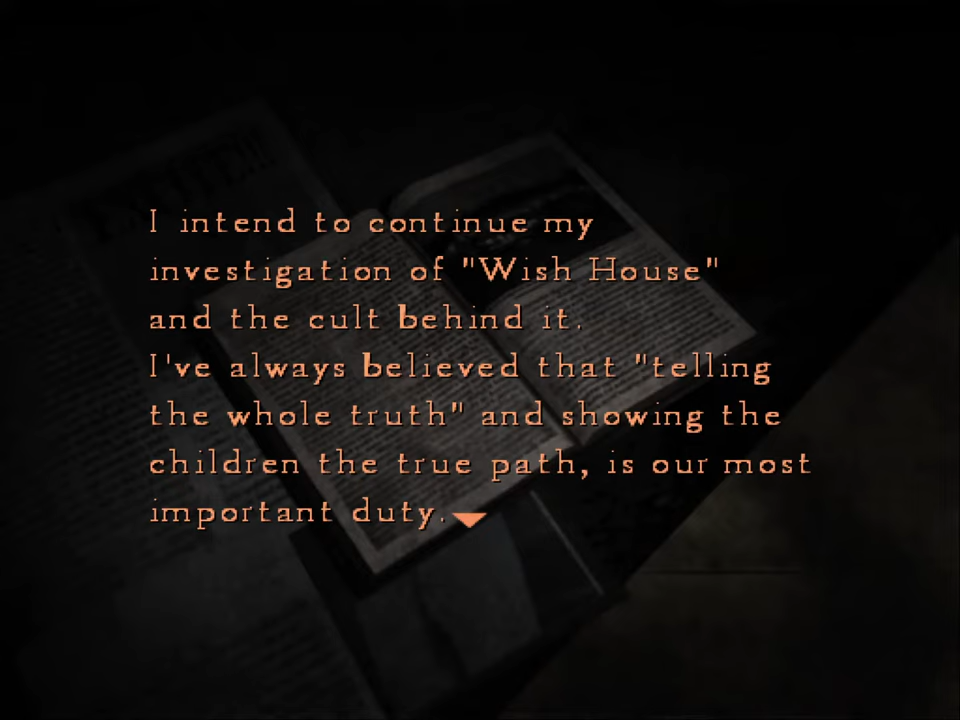 I intend to continue my
investigation of "Wish House"
and the cult behind it.
I've always believed that "telling
the whole truth" and showing the
children the true path, is our most
important duty.